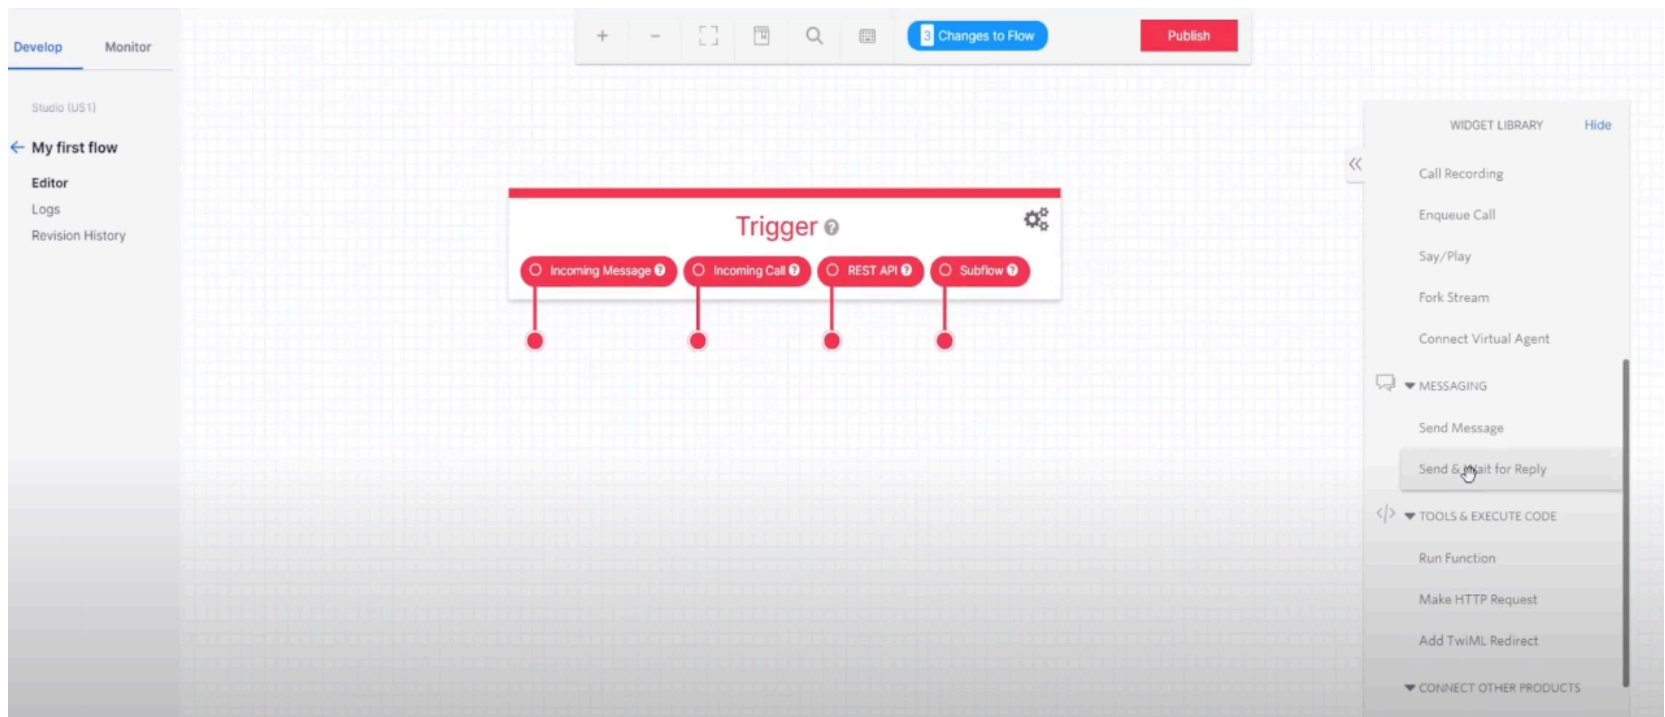 Develop Monitor
Studio (US1)
My first flow
Editor
Logs
Revision History
3 Changes to Flow
Publish
Trigger ?
Incoming Message ? Incoming Call ? REST API ? Subflow ?
WIDGET LIBRARY Hide
Call Recording
Enqueue Call
Say/Play
Fork Stream
Connect Virtual Agent
MESSAGING
Send Message
Send & Wait for Reply
TOOLS & EXECUTE CODE
Run Function
Make HTTP Request
Add TwiML Redirect
CONNECT OTHER PRODUCTS